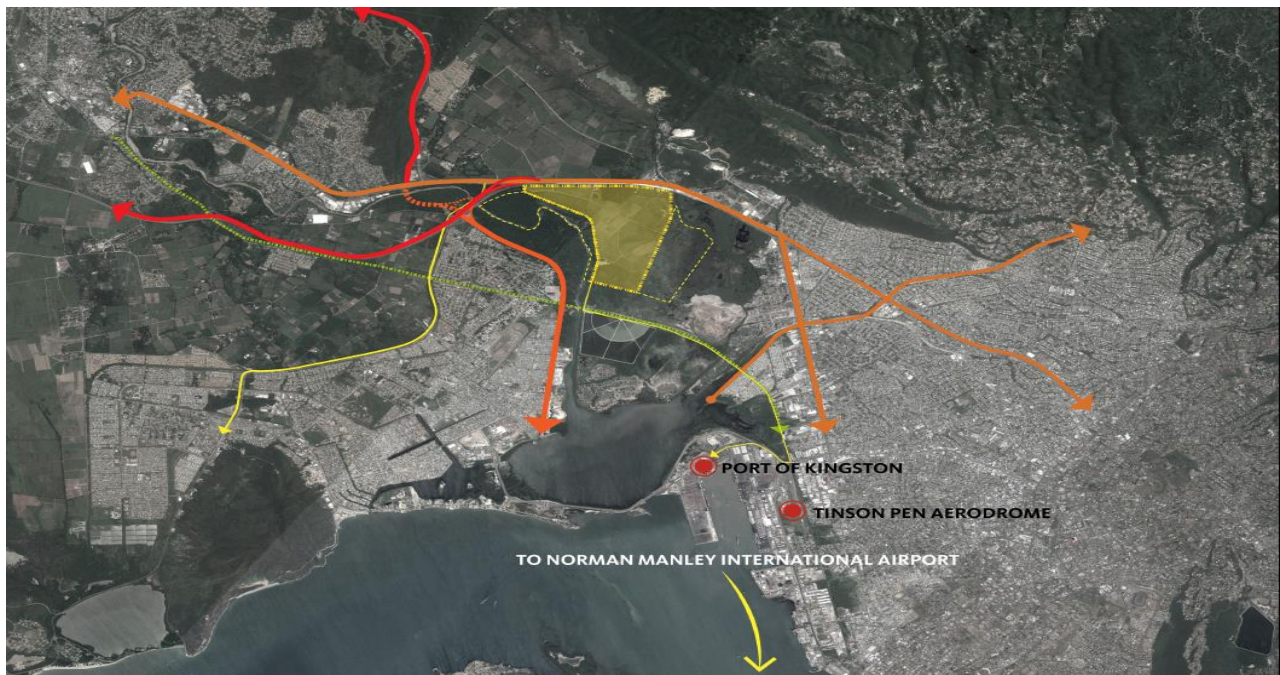 PORT OF KINGSTON
TINSON PEN AERODROME
TO NORMAN MANLEY INTERNATIONAL AIRPORT